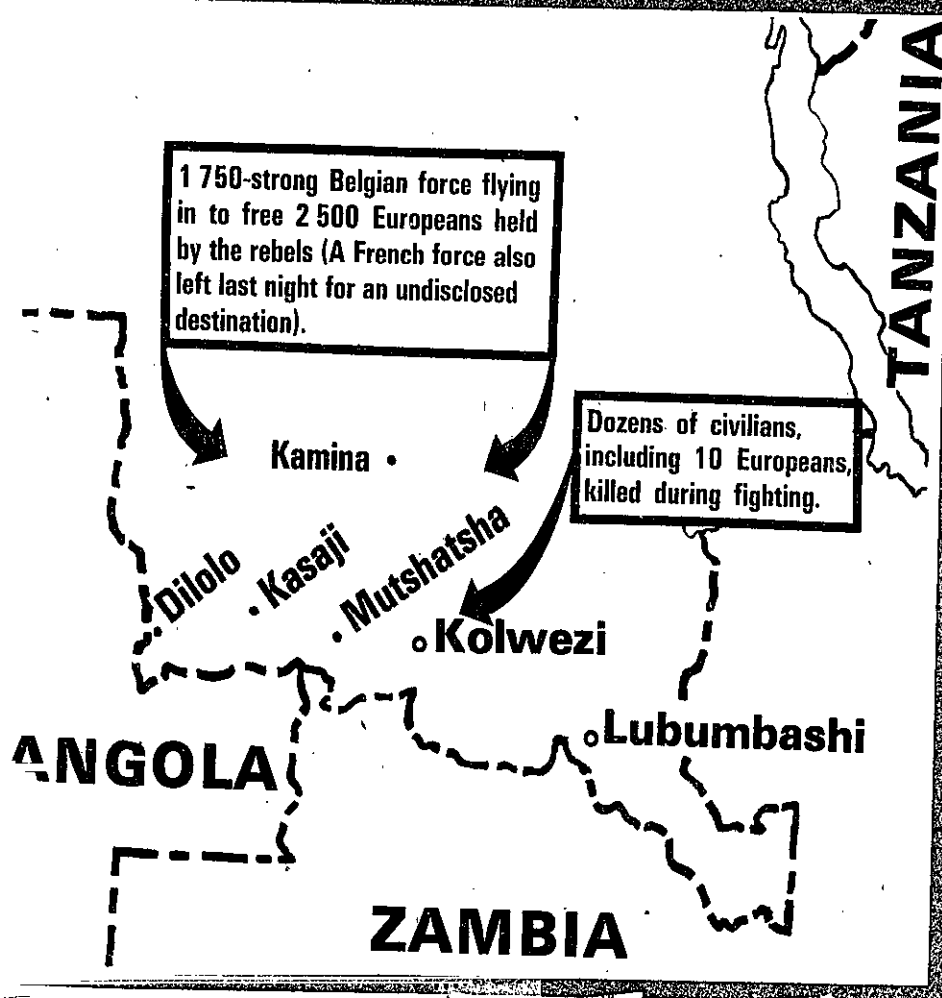 TANZANIA
1 750-strong Belgian force flying
in to free 2 500 Europeans held
by the rebels (A French force also
left last night for an undisclosed
destination).
Dozens of civilians,
including 10 Europeans,
killed during fighting.
Kamina
Dilolo
Kasaji
Mutshatsha
Kolwezi
Lubumbashi
ANGOLA
ZAMBIA